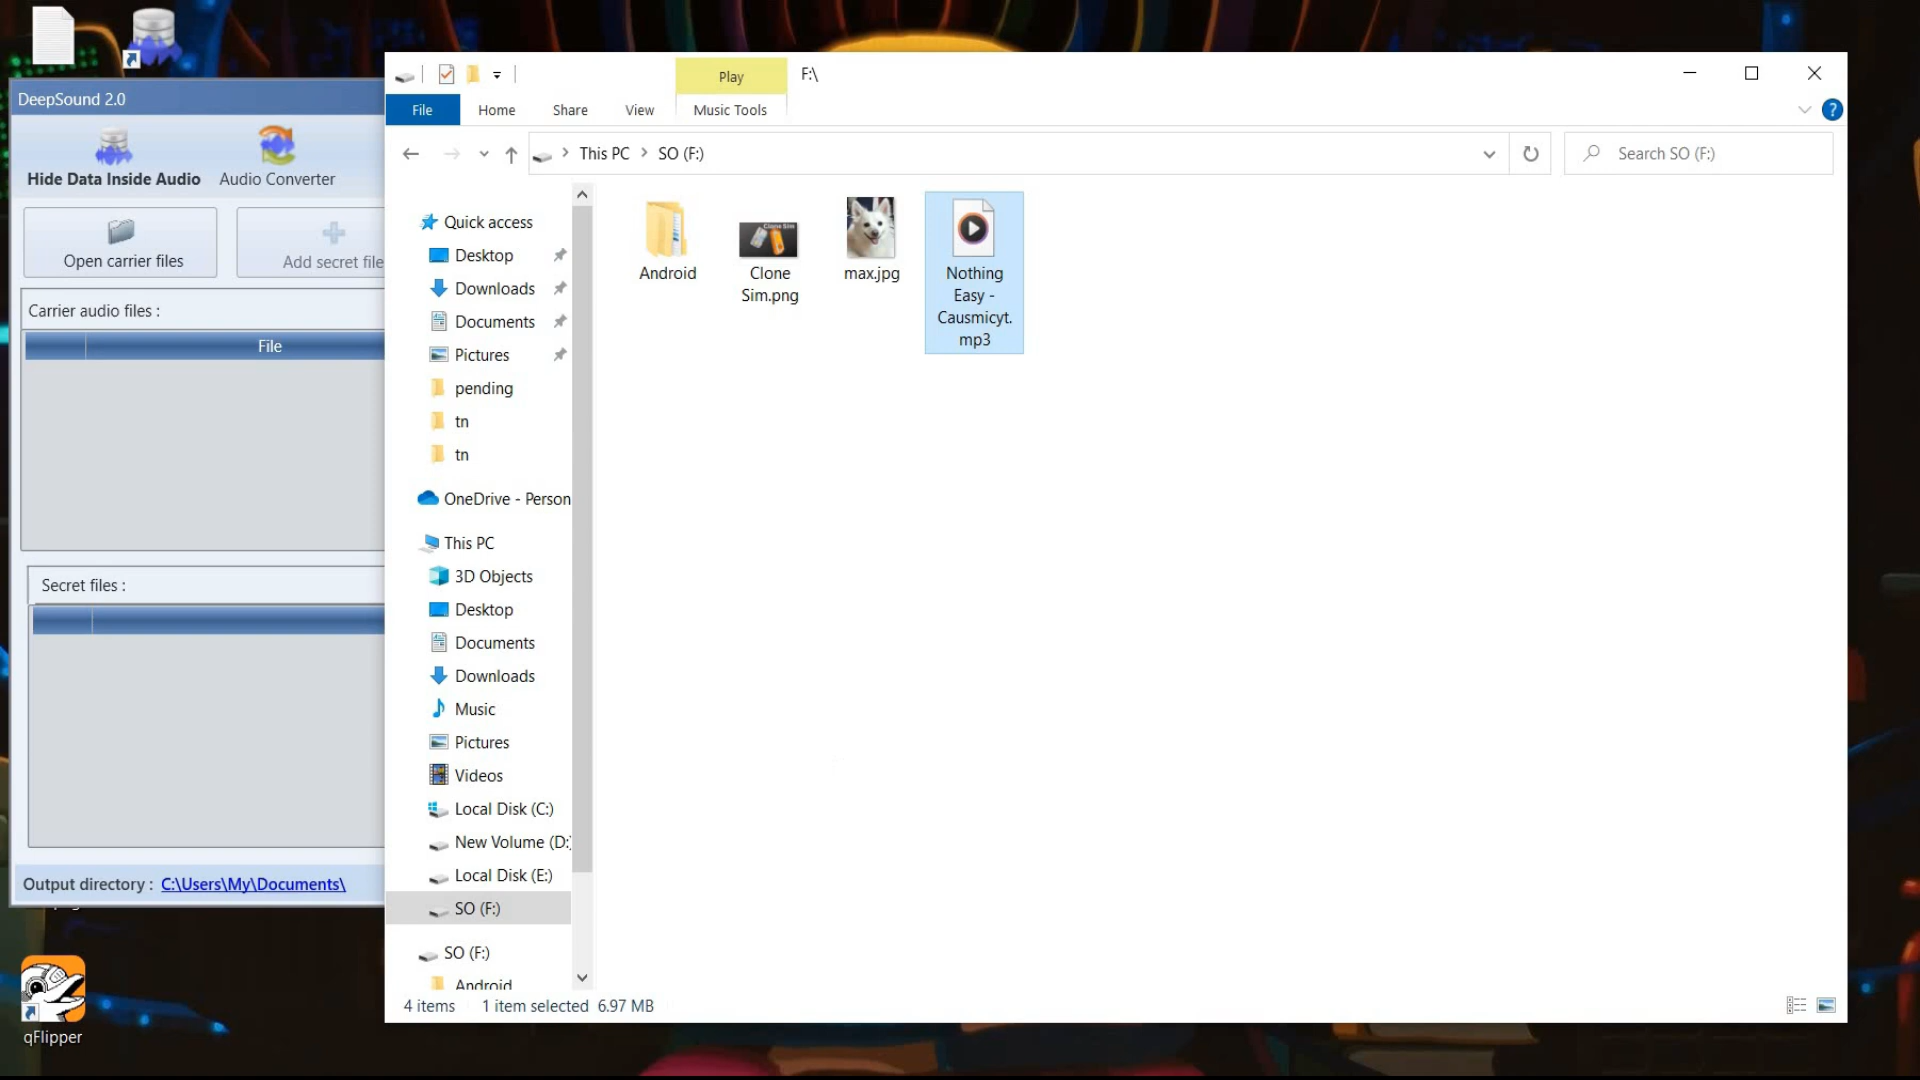 DeepSound 2.0
Hide Data Inside Audio
Audio Converter
Open carrier files
Add secret file
Carrier audio files :
File
Secret files :
Output directory : C:\Users\My\Documents\
qFlipper
Play
F:\
File
Home
Share
View
Music Tools
?
This PC
SO (F:)
Search SO (F:)
Quick access
Desktop
Downloads
Documents
Pictures
pending
tn
tn
OneDrive - Person
This PC
3D Objects
Desktop
Documents
Downloads
Music
Pictures
Videos
Local Disk (C:)
New Volume (D:)
Local Disk (E:)
SO (F:)
SO (F:)
Android
Android
Clone
Sim.png
max.jpg
Nothing
Easy -
Causmicyt.
mp3
4 items
1 item selected 6.97 MB